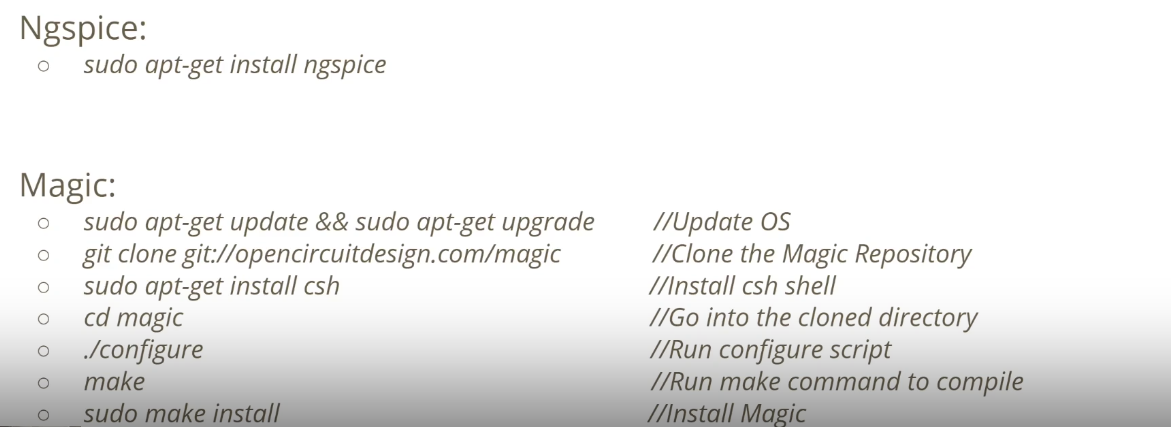 Ngspice:
○ sudo apt-get install ngspice
Magic:
○ sudo apt-get update && sudo apt-get upgrade //Update OS
○ git clone git://opencircuitdesign.com/magic //Clone the Magic Repository
○ sudo apt-get install csh //Install csh shell
○ cd magic //Go into the cloned directory
○ ./configure //Run configure script
○ make //Run make command to compile
○ sudo make install //Install Magic